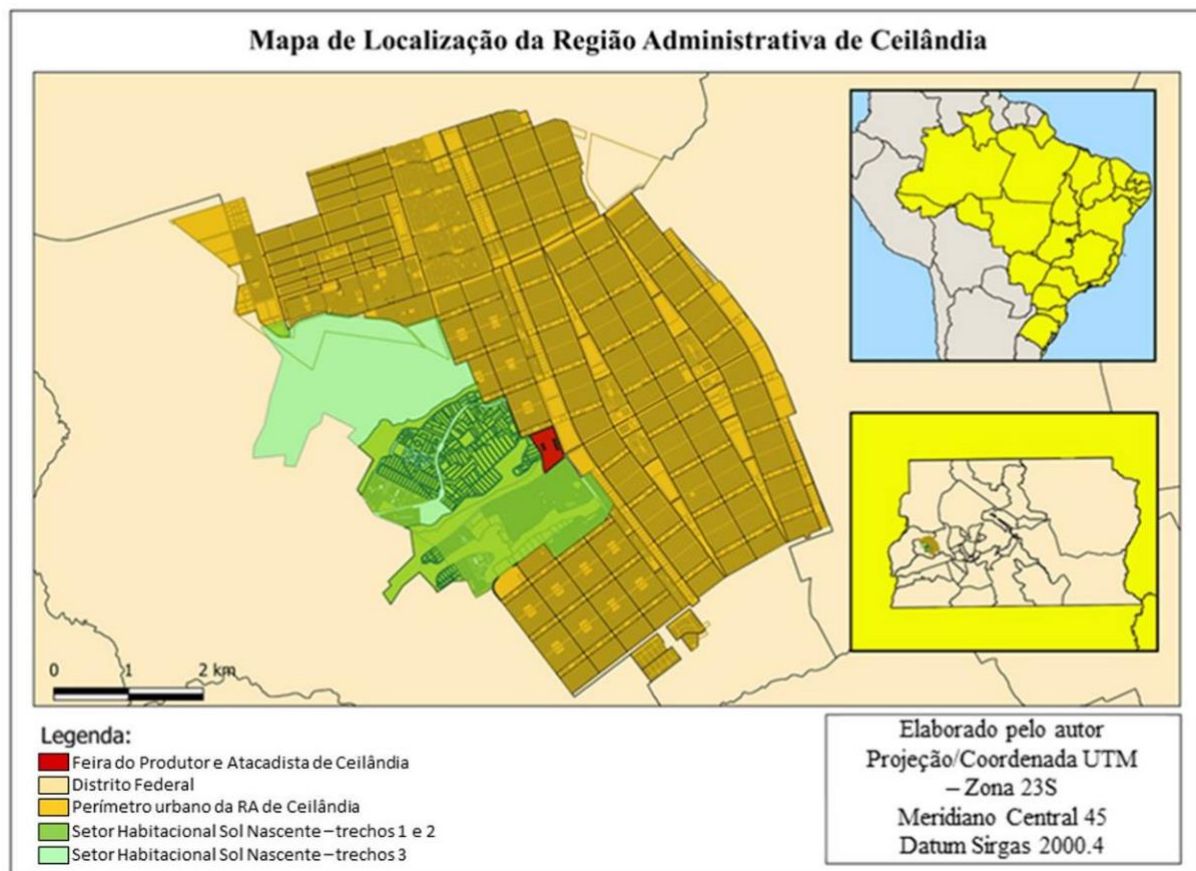 Mapa de Localização da Região Administrativa de Ceilândia
0 1 2 km
Legenda:
Feira do Produtor e Atacadista de Ceilândia
Distrito Federal
Perímetro urbano da RA de Ceilândia
Setor Habitacional Sol Nascente – trechos 1 e 2
Setor Habitacional Sol Nascente – trechos 3
Elaborado pelo autor
Projeção/Coordenada UTM
– Zona 23S
Meridiano Central 45
Datum Sirgas 2000.4